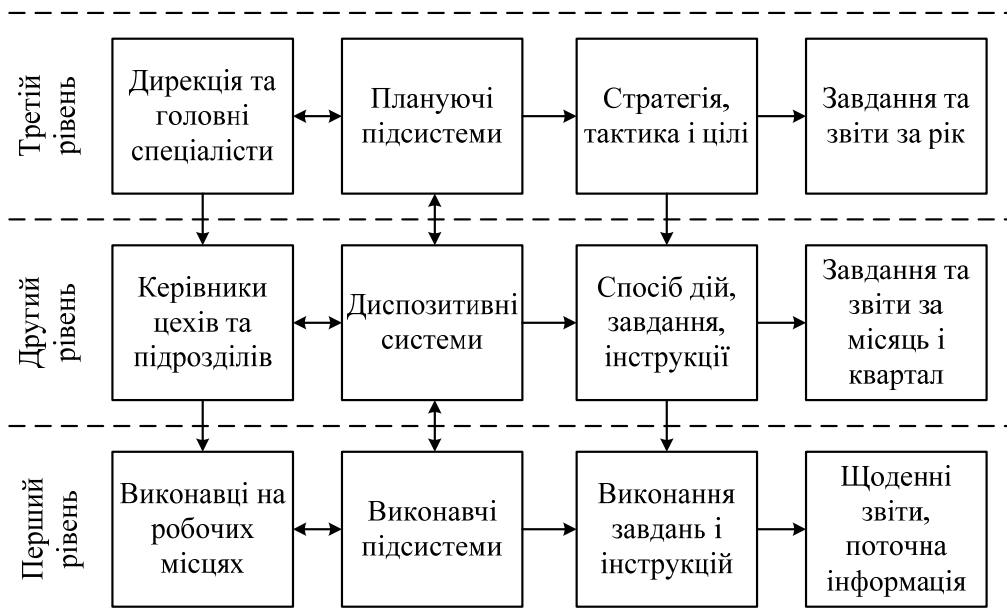 Третій
рівень
Дирекція та
головні
спеціалісти
Плануючі
підсистеми
Стратегія,
тактика і цілі
Завдання та
звіти за рік
Другий
рівень
Керівники
цехів та
підрозділів
Диспозитивні
системи
Спосіб дій,
завдання,
інструкції
Завдання та
звіти за
місяць і
квартал
Перший
рівень
Виконавці на
робочих
місцях
Виконавчі
підсистеми
Виконання
завдань і
інструкцій
Щоденні
звіти,
поточна
інформація